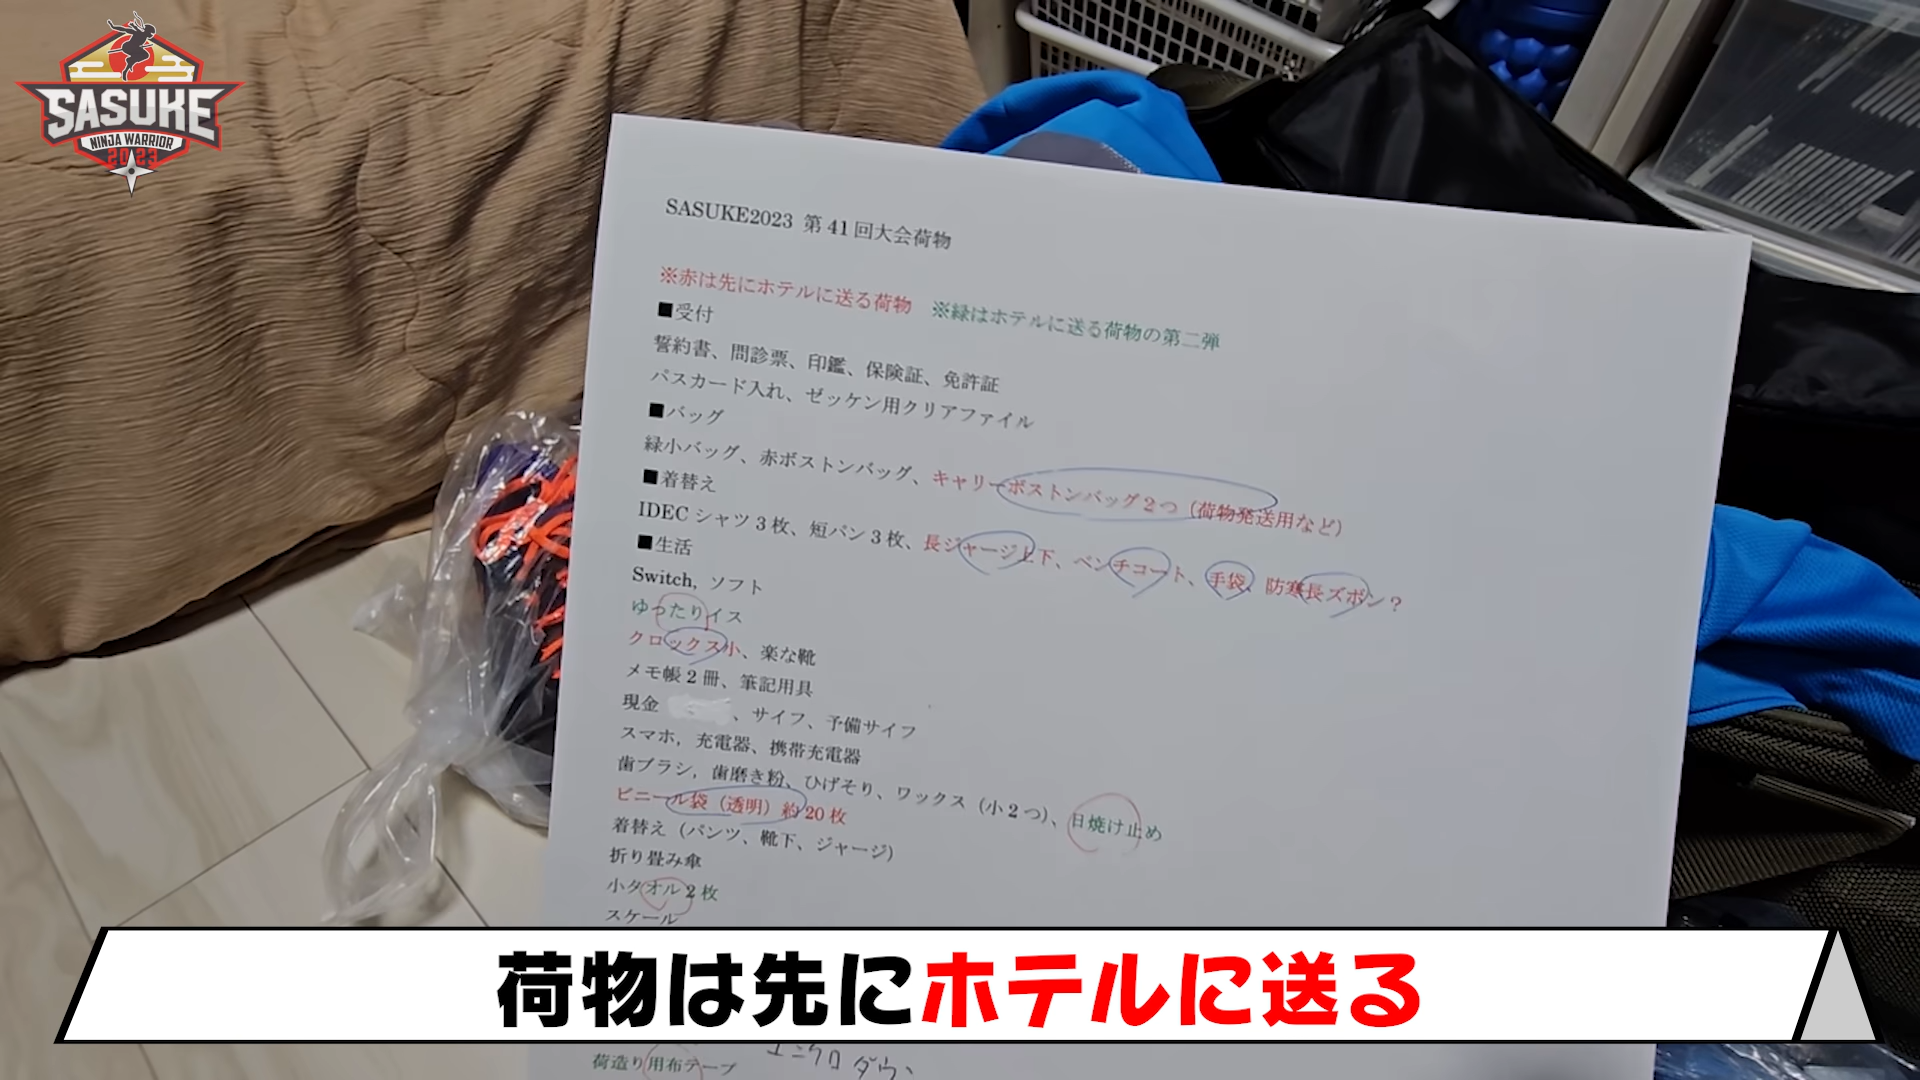 SASUKE
NINJA WARRIOR
2023
SASUKE2023 第41回大会荷物
※赤は先にホテルに送る荷物 ※緑はホテルに送る荷物の第二弾
■受付
誓約書、問診票、印鑑、保険証、免許証
パスカード入れ、ゼッケン用クリアファイル
■バッグ
緑小バッグ、赤ボストンバッグ、キャリーボストンバッグ2つ（荷物発送用など）
■着替え
IDECシャツ3枚、短パン3枚、長ジャージ上下、ベンチコート、手袋、防寒長ズボン？
■生活
Switch, ソフト
ゆったりイス
クロックス小、楽な靴
メモ帳2冊、筆記用具
現金 、サイフ、予備サイフ
スマホ, 充電器、携帯充電器
歯ブラシ, 歯磨き粉、ひげそり、ワックス（小2つ）、日焼け止め
ビニール袋（透明）約20枚
着替え（パンツ、靴下、ジャージ）
折り畳み傘
小タオル2枚
スケール
荷物は先にホテルに送る
ユニクロダウン
荷造り用布テープ